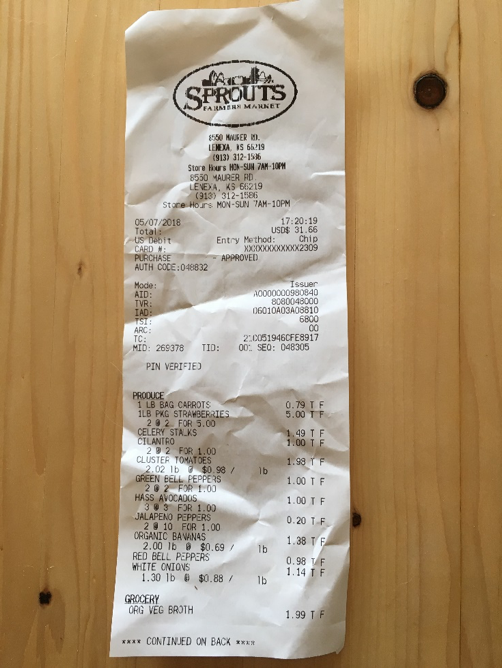 SPROUTS
FARMERS MARKET
8550 MAURER RD.
LENEXA, KS 66219
(913) 312-1586
Store Hours MON-SUN 7AM-10PM
8550 MAURER RD.
LENEXA, KS 66219
(913) 312-1586
Store Hours MON-SUN 7AM-10PM
05/07/2018 17:20:19
Total: USD$ 31.66
US Debit Entry Method: Chip
CARD #: XXXXXXXXXXXX2309
PURCHASE - APPROVED
AUTH CODE:048832
Mode: Issuer
AID: A0000000980840
TVR: 8080048000
IAD: 06010A03A08810
TSI: 6800
ARC: 00
TC: 210051946CFE8917
MID: 269378 TID: 001 SEQ: 048305
PIN VERIFIED
PRODUCE
1 LB BAG CARROTS 0.79 T F
1LB PKG STRAWBERRIES 5.00 T F
2 @ 2 FOR 5.00
CELERY STALKS 1.49 T F
CILANTRO 1.00 T F
2 @ 2 FOR 1.00
CLUSTER TOMATOES 1.98 T F
2.02 lb @ $0.98 / lb
GREEN BELL PEPPERS 1.00 T F
2 @ 2 FOR 1.00
HASS AVOCADOS 1.00 T F
3 @ 3 FOR 1.00
JALAPENO PEPPERS 0.20 T F
2 @ 10 FOR 1.00
ORGANIC BANANAS 1.38 T F
2.00 lb @ $0.69 / lb
RED BELL PEPPERS 0.98 T F
WHITE ONIONS 1.14 T F
1.30 lb @ $0.88 / lb
GROCERY
ORG VEG BROTH 1.99 T F
**** CONTINUED ON BACK ****